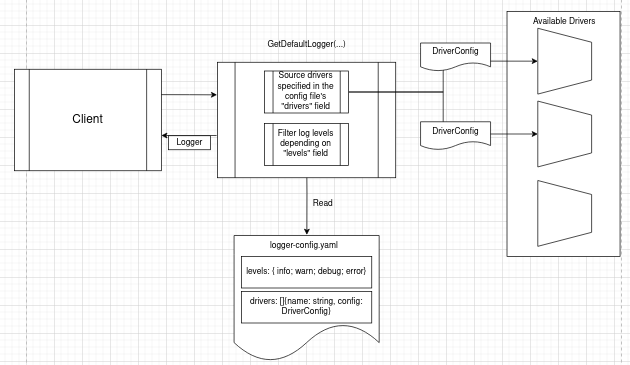 Available Drivers
GetDefaultLogger(...)
DriverConfig
Source drivers
specified in the
config file's
"drivers" field
Client
Filter log levels
depending on
"levels" field
DriverConfig
Logger
Read
logger-config.yaml
levels: { info; warn; debug; error}
drivers: []{name: string, config:
DriverConfig}